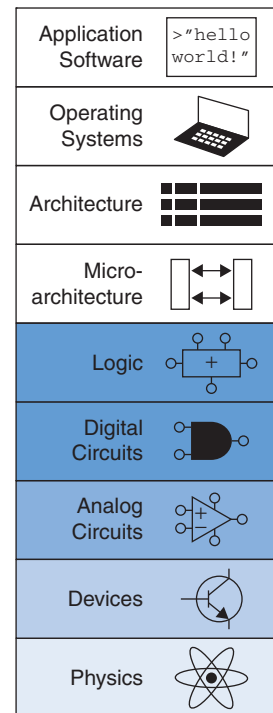 Application
Software
>"hello
world!"
Operating
Systems
Architecture
Micro-
architecture
Logic
+
Digital
Circuits
Analog
Circuits
+
−
Devices
Physics